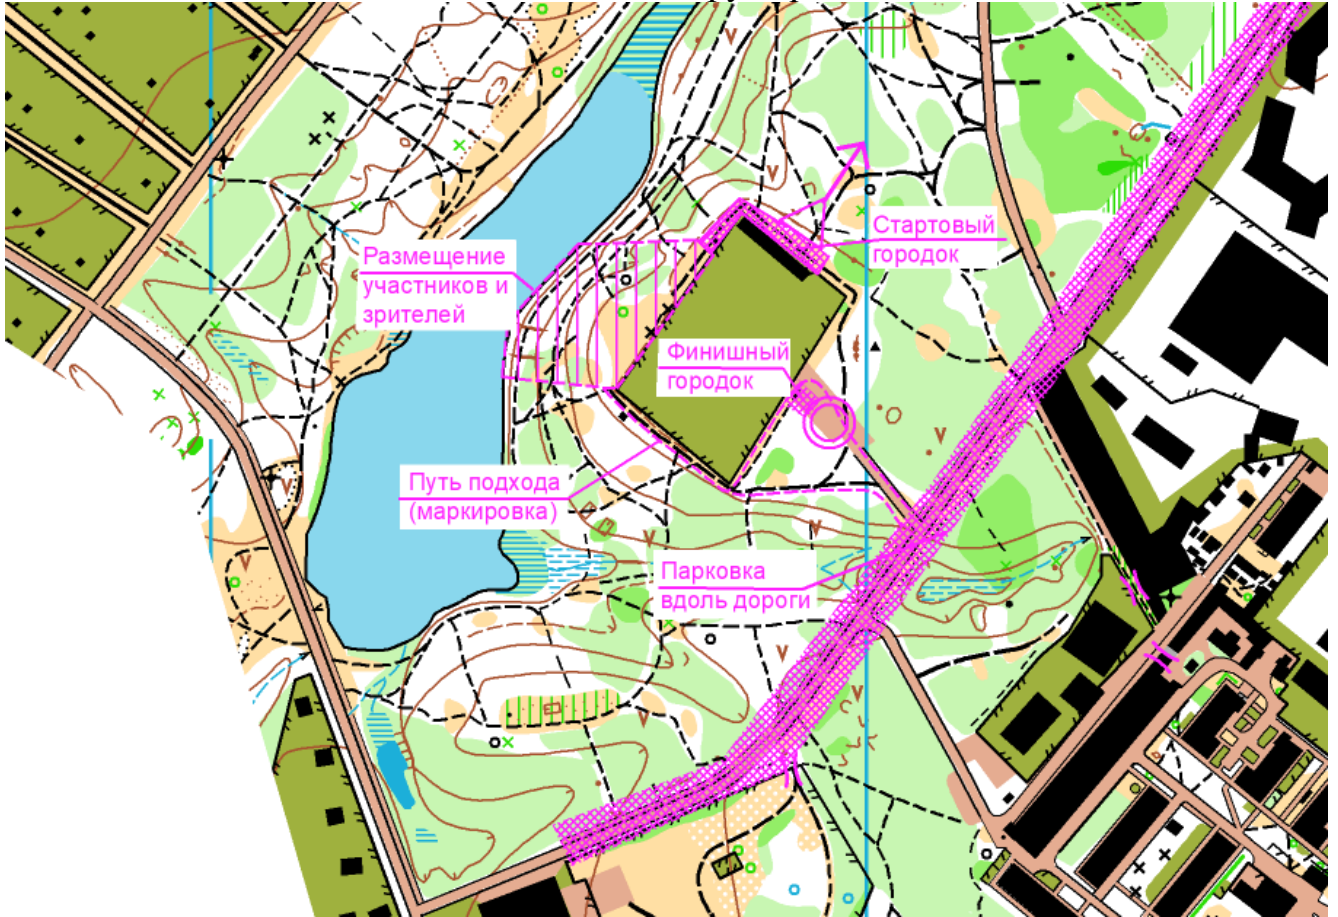 Стартовый
городок
Размещение
участников и
зрителей
Финишный
городок
Путь подхода
(маркировка)
Парковка
вдоль дороги